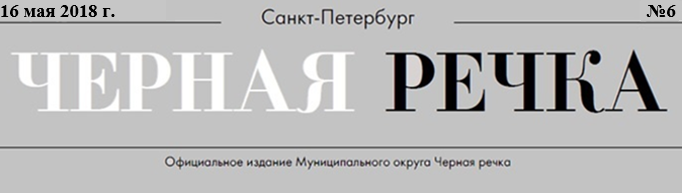 16 мая 2018 г. Санкт-Петербург №6
ЧЕРНАЯ РЕЧКА
Официальное издание Муниципального округа Черная речка